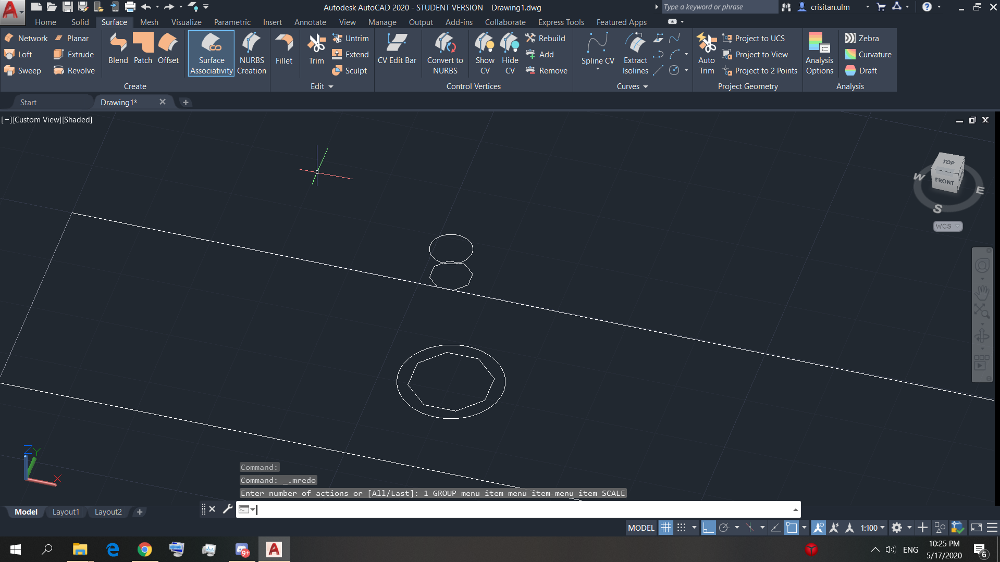 Autodesk AutoCAD 2020 - STUDENT VERSION Drawing1.dwg
Type a keyword or phrase
crisitan.ulm
Home Solid Surface Mesh Visualize Parametric Insert Annotate View Manage Output Add-ins Collaborate Express Tools Featured Apps
Network Planar
Loft Extrude
Sweep Revolve
Blend Patch Offset
Surface Associativity
NURBS Creation
Create
Fillet
Trim
Untrim
Extend
Sculpt
Edit
CV Edit Bar
Convert to NURBS
Show CV
Hide CV
Rebuild
Add
Remove
Control Vertices
Spline CV
Extract Isolines
Curves
Auto Trim
Project to UCS
Project to View
Project to 2 Points
Project Geometry
Analysis Options
Zebra
Curvature
Draft
Analysis
Start
Drawing1*
[−][Custom View][Shaded]
TOP
FRONT
W
E
S
WCS
Z
Y
X
Command:
Command: _.mredo
Enter number of actions or [All/Last]: 1 GROUP menu item menu item menu item SCALE
Model Layout1 Layout2
MODEL
1:100
9+
ENG
10:25 PM
5/17/2020
6